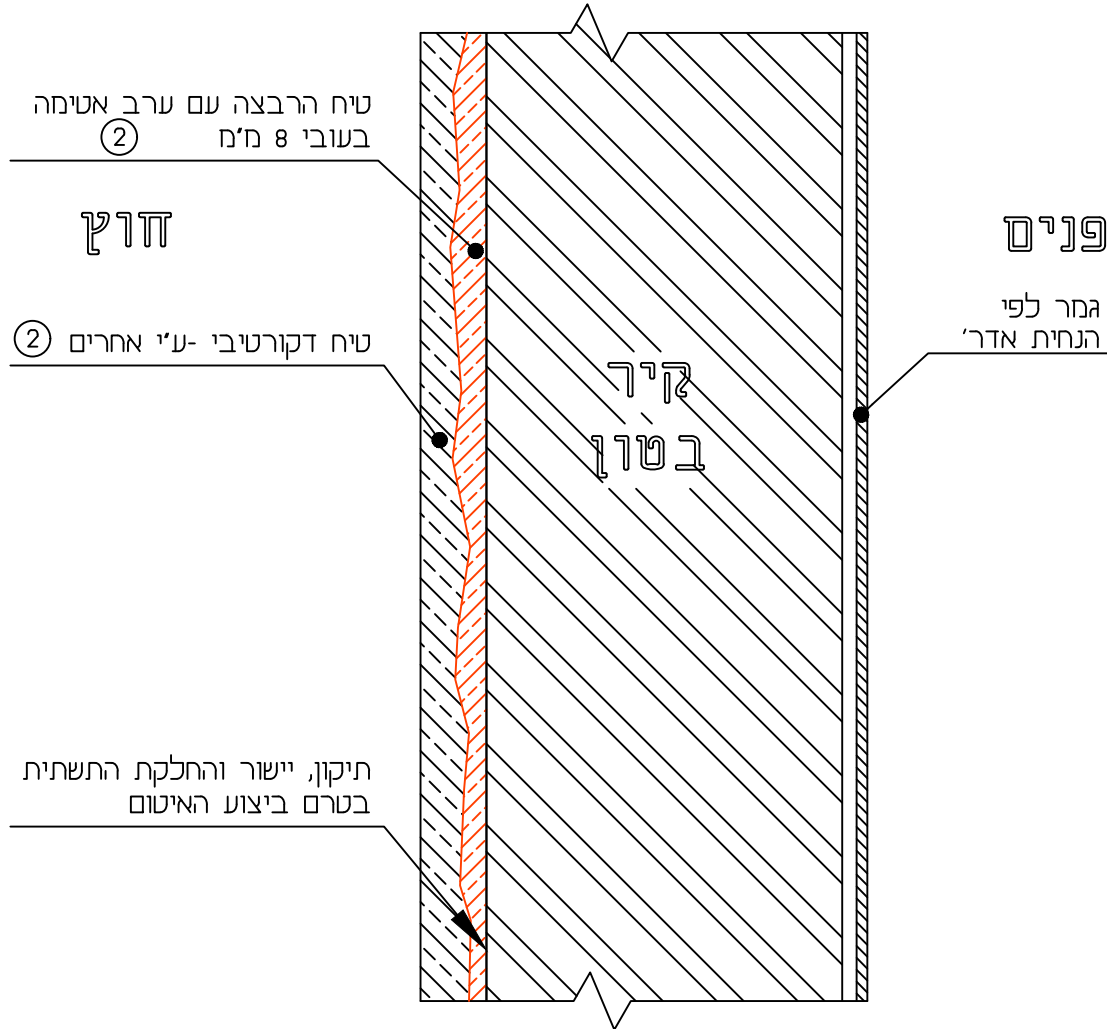 טיח הרבצה עם ערב אטימה
בעובי 8 מ"מ ②
חוץ
פנים
גמר לפי
הנחית אדר'
טיח דקורטיבי -ע"י אחרים ②
קיר
בטון
תיקון, יישור והחלקת התשתית
בטרם ביצוע האיטום